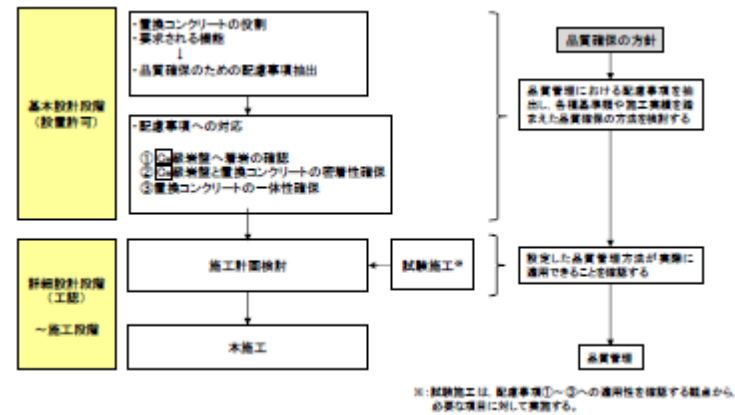 ・置換コンクリートの役割
・要求される機能
↓
・品質確保のための配慮事項抽出
基本設計段階
（設置許可）
・配慮事項への対応
① 級岩盤へ着岩の確認
② 級岩盤と置換コンクリートの密着性確保
③置換コンクリートの一体性確保
品質確保の方針
品質管理における配慮事項を抽
出し、各種基準類や施工実績を踏
まえた品質確保の方法を検討する
詳細設計段階
（工認）
～施工段階
施工計画検討
試験施工※
設定した品質管理方法が実際に
適用できることを確認する
本施工
品質管理
※：試験施工は、配慮事項①～③への適用性を確認する観点から、
必要な項目に対して実施する。